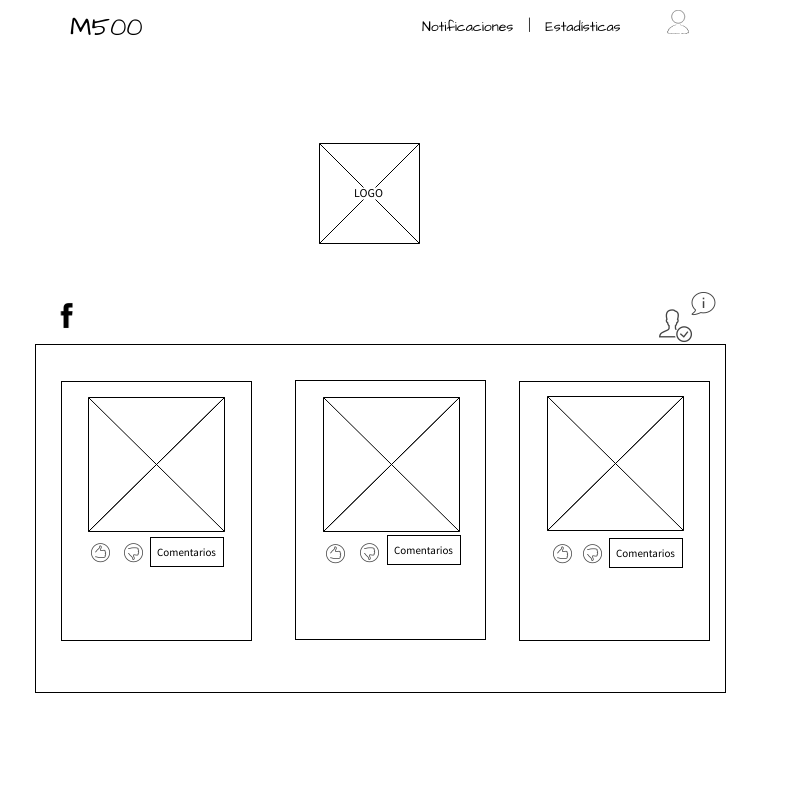 M500
Notificaciones | Estadísticas
LOGO
f
i
Comentarios
Comentarios
Comentarios